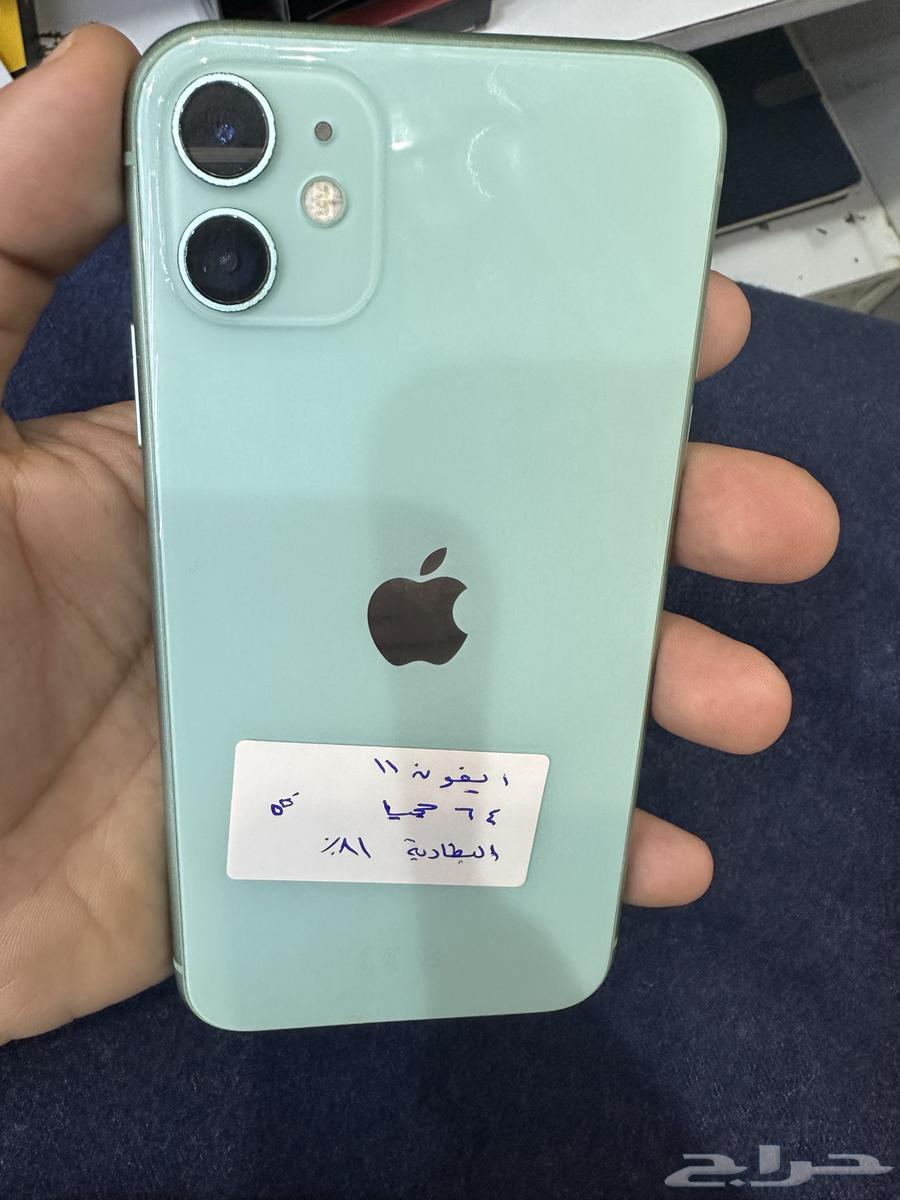 ايفون ١١
٦٤ جيجا
البطارية ٨١٪
حراج